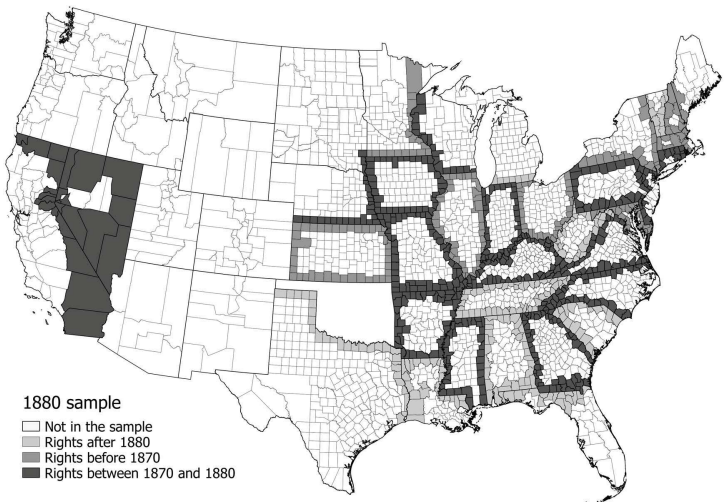 1880 sample
Not in the sample
Rights after 1880
Rights before 1870
Rights between 1870 and 1880